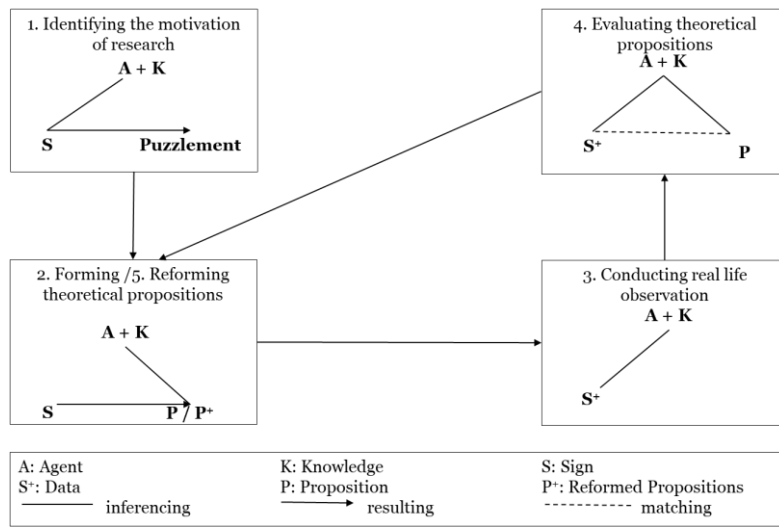 1. Identifying the motivation
of research
A + K
S
Puzzlement
4. Evaluating theoretical
propositions
A + K
S⁺
P
2. Forming /5. Reforming
theoretical propositions
A + K
S
P / P⁺
3. Conducting real life
observation
A + K
S⁺
A: Agent
K: Knowledge
S: Sign
S⁺: Data
P: Proposition
P⁺: Reformed Propositions
inferencing
resulting
matching